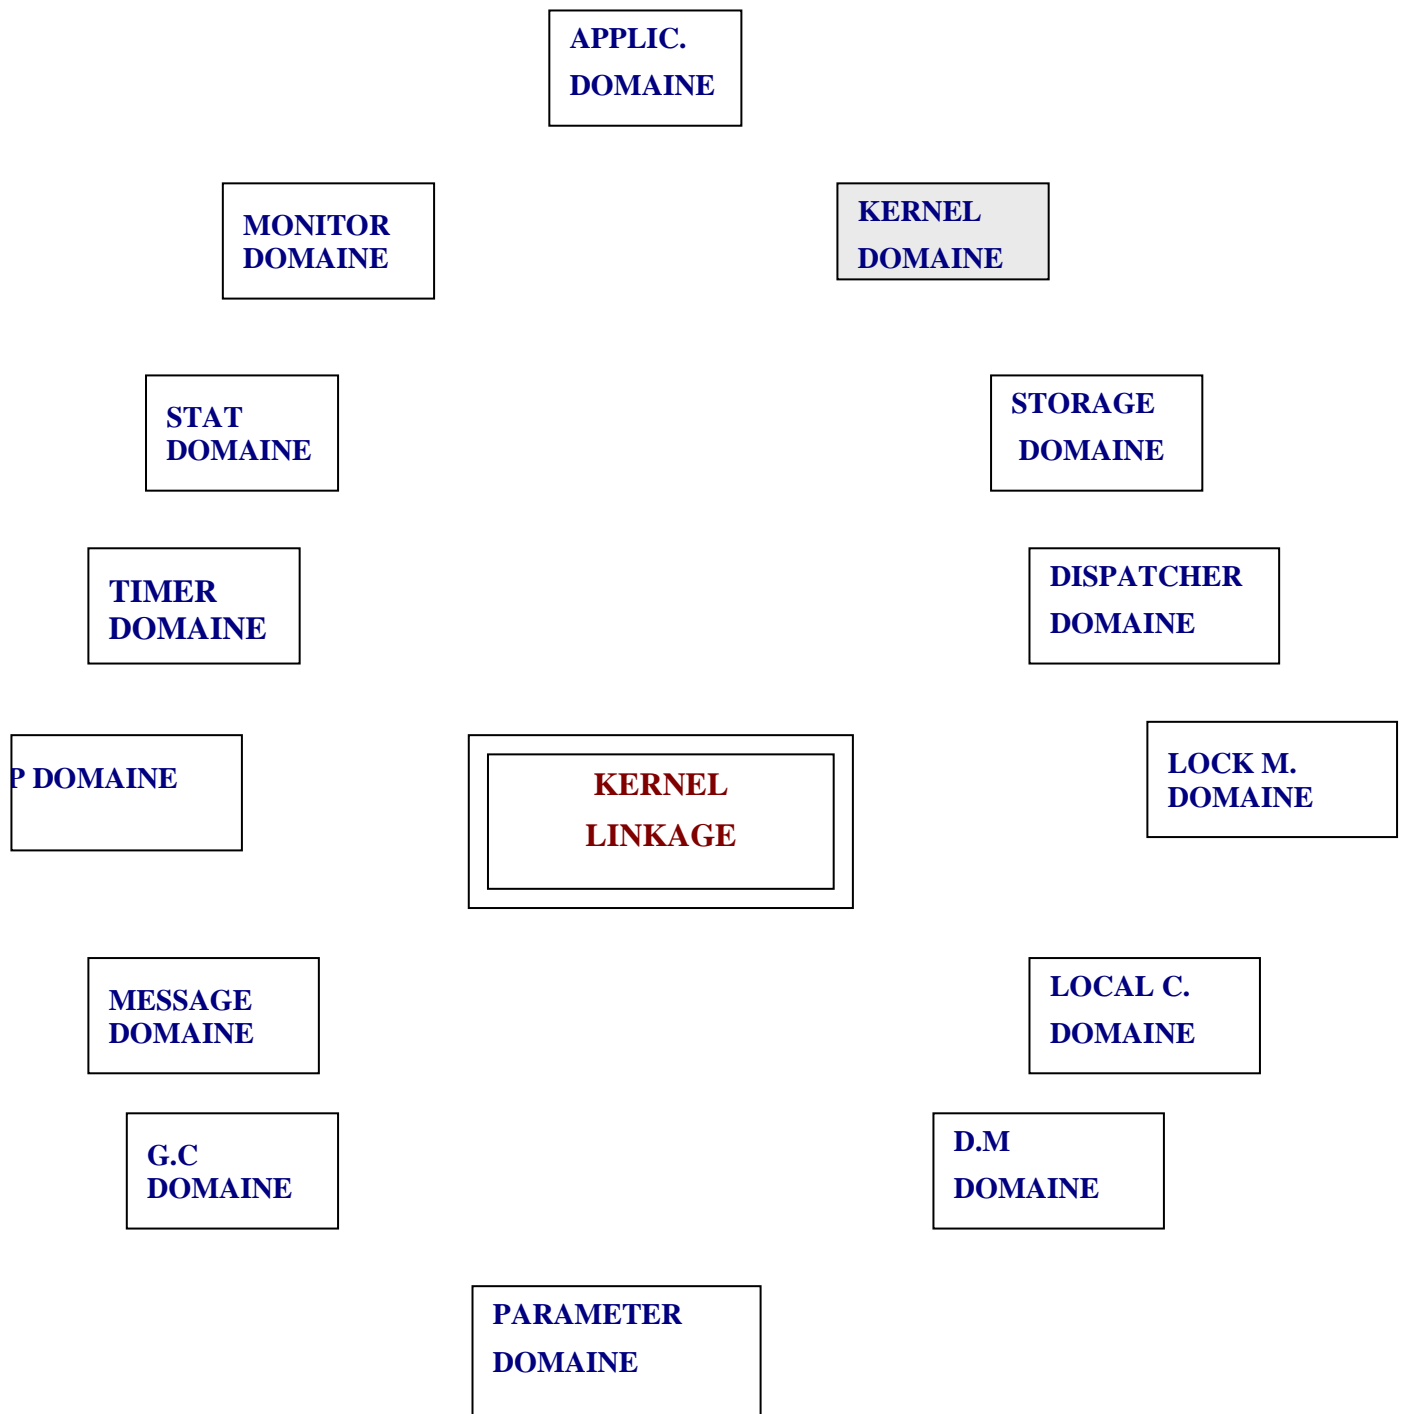 APPLIC.
DOMAINE
MONITOR
DOMAINE
KERNEL
DOMAINE
STAT
DOMAINE
STORAGE
DOMAINE
TIMER
DOMAINE
DISPATCHER
DOMAINE
P DOMAINE
KERNEL
LINKAGE
LOCK M.
DOMAINE
MESSAGE
DOMAINE
LOCAL C.
DOMAINE
G.C
DOMAINE
D.M
DOMAINE
PARAMETER
DOMAINE